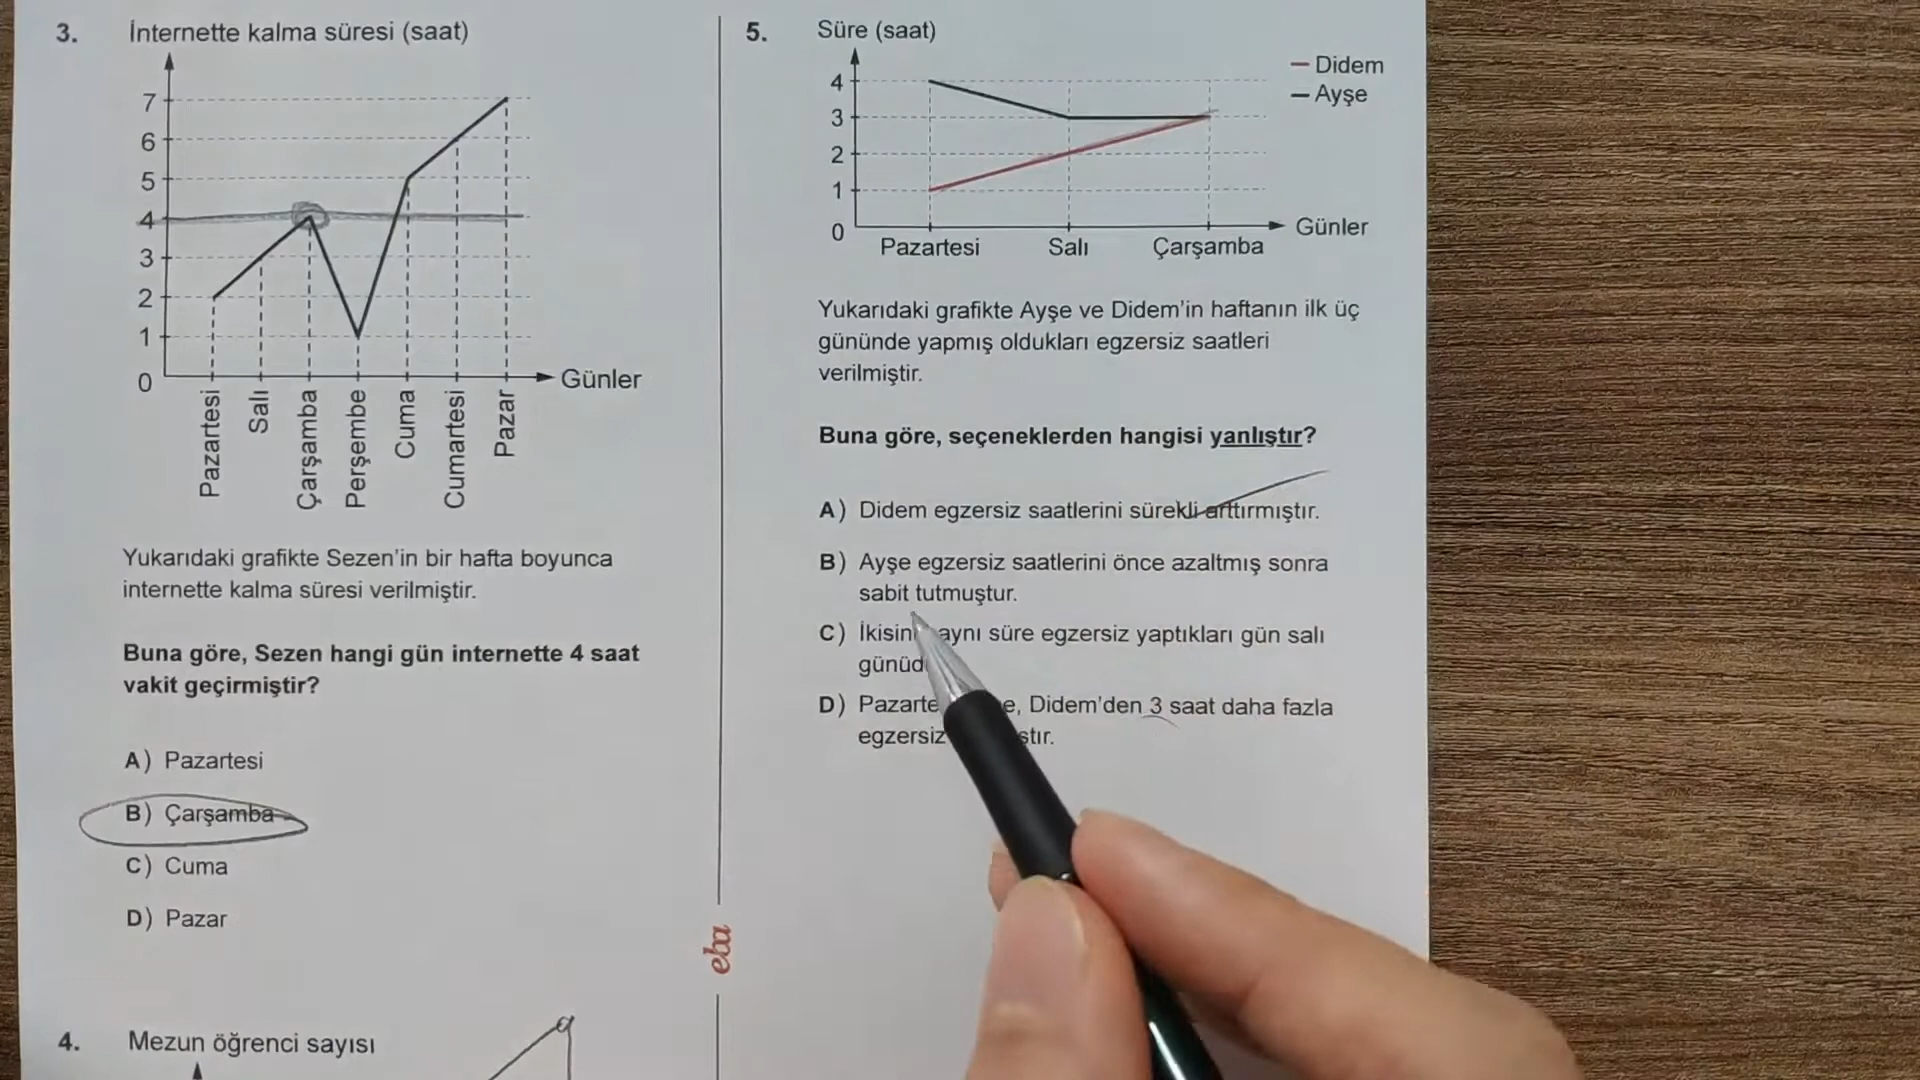 3. İnternette kalma süresi (saat)
7
6
5
4
3
2
1
0
Günler
Pazartesi
Salı
Çarşamba
Perşembe
Cuma
Cumartesi
Pazar
Yukarıdaki grafikte Sezen'in bir hafta boyunca
internette kalma süresi verilmiştir.
Buna göre, Sezen hangi gün internette 4 saat
vakit geçirmiştir?
A) Pazartesi
B) Çarşamba
C) Cuma
D) Pazar
4. Mezun öğrenci sayısı
eba
5. Süre (saat)
Didem
Ayşe
4
3
2
1
0
Günler
Pazartesi Salı Çarşamba
Yukarıdaki grafikte Ayşe ve Didem'in haftanın ilk üç
gününde yapmış oldukları egzersiz saatleri
verilmiştir.
Buna göre, seçeneklerden hangisi yanlıştır?
A) Didem egzersiz saatlerini sürekli arttırmıştır.
B) Ayşe egzersiz saatlerini önce azaltmış sonra
sabit tutmuştur.
C) aynı süre egzersiz yaptıkları gün salı
D) Didem'den 3 saat daha fazla
egzersiz